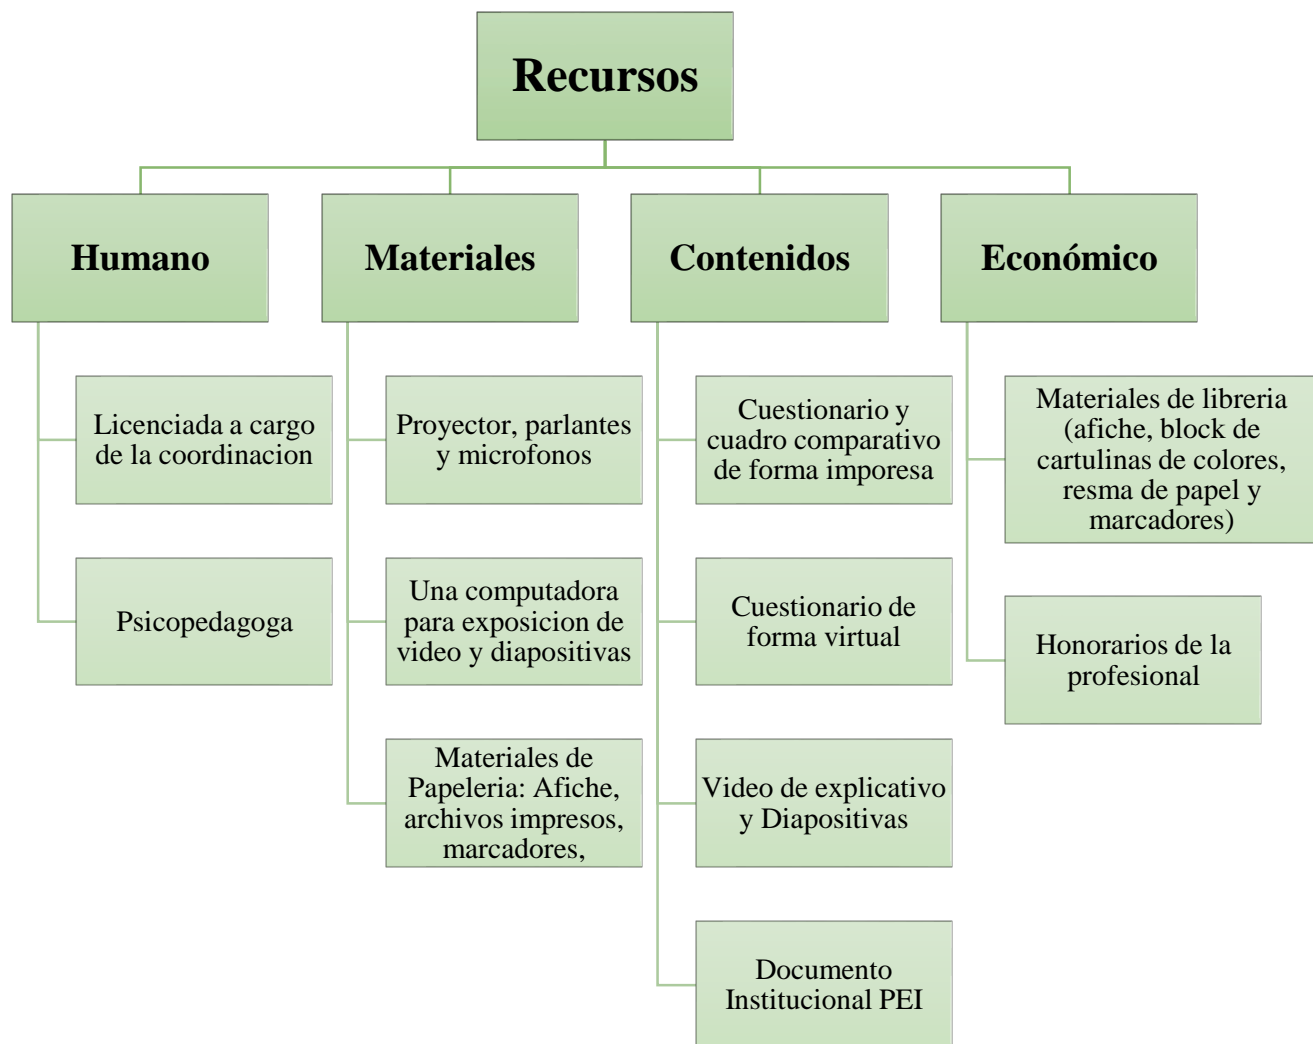 Recursos
Humano
Licenciada a cargo
de la coordinacion
Psicopedagoga
Materiales
Proyector, parlantes
y microfonos
Una computadora
para exposicion de
video y diapositivas
Materiales de
Papeleria: Afiche,
archivos impresos,
marcadores,
Contenidos
Cuestionario y
cuadro comparativo
de forma imporesa
Cuestionario de
forma virtual
Video de explicativo
y Diapositivas
Documento
Institucional PEI
Económico
Materiales de libreria
(afiche, block de
cartulinas de colores,
resma de papel y
marcadores)
Honorarios de la
profesional